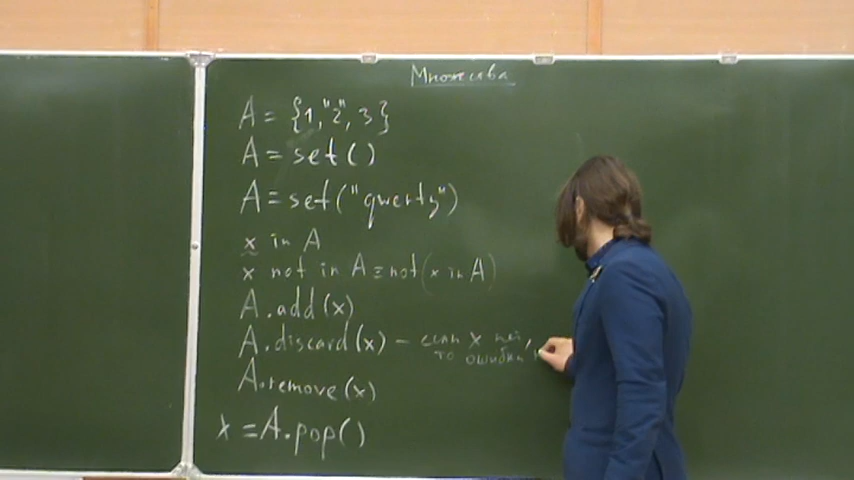 Множества
A = {1, "2", 3}
A = set()
A = set("qwerty")
x in A
x not in A ≡ not(x in A)
A.add(x)
A.discard(x) – если x нет,
то ошибки
A.remove(x)
x = A.pop()